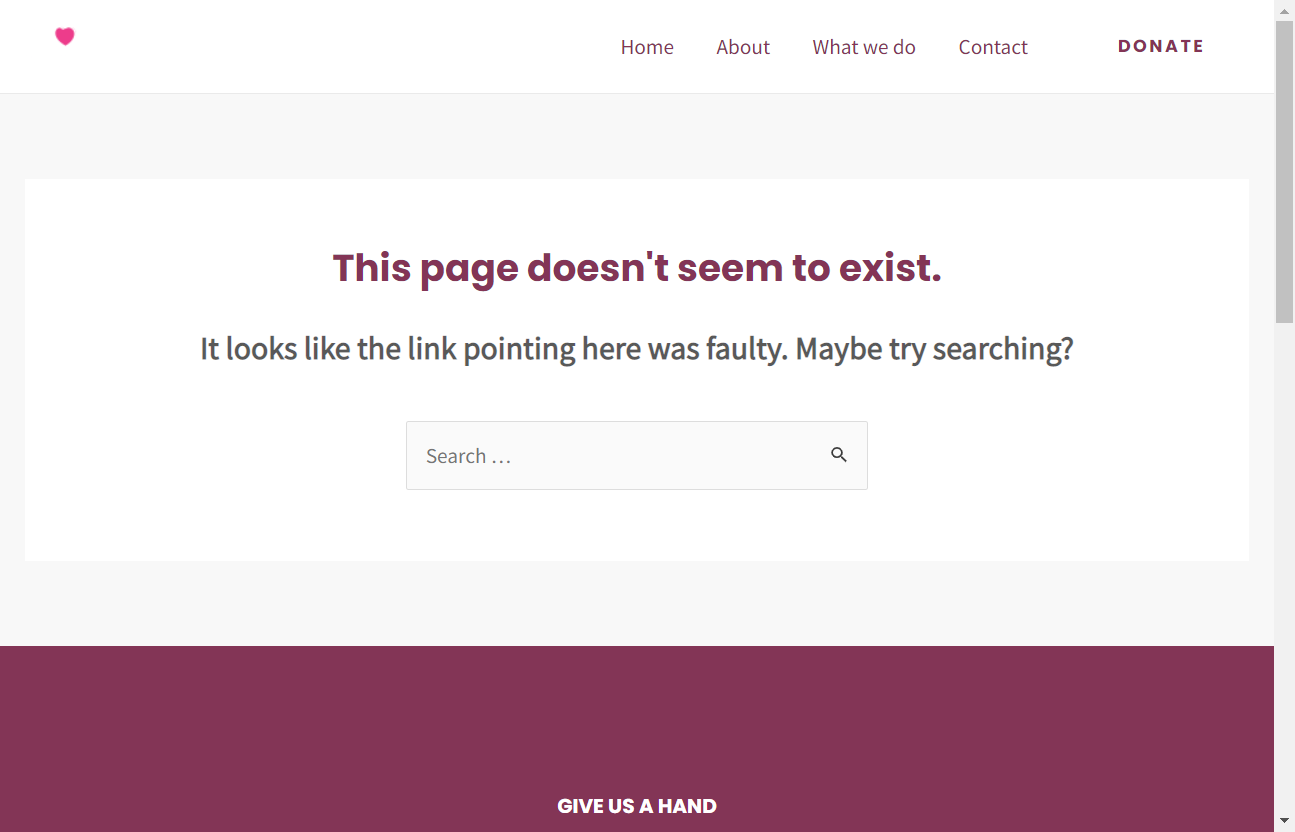 Home About What we do Contact DONATE
This page doesn't seem to exist.
It looks like the link pointing here was faulty. Maybe try searching?
Search …
GIVE US A HAND